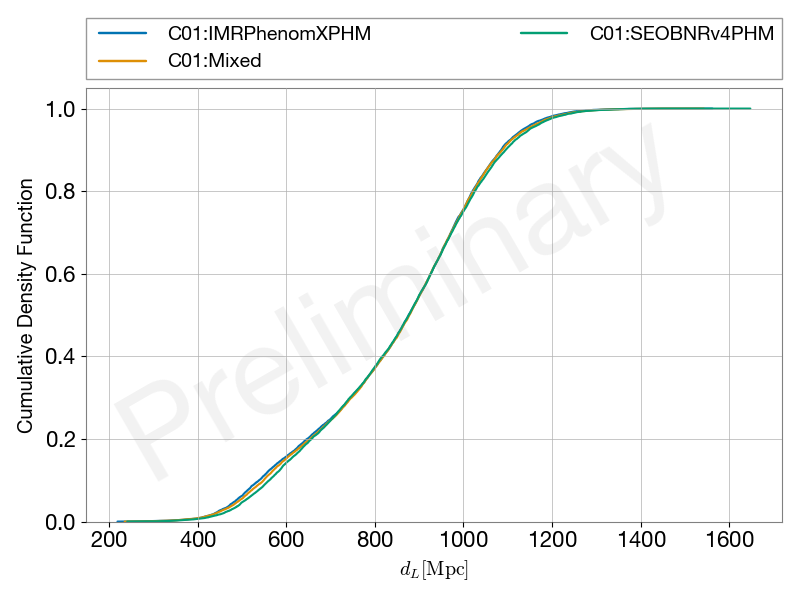 C01:IMRPhenomXPHM C01:SEOBNRv4PHM
C01:Mixed
1.0
0.8
0.6
0.4
0.2
0.0
Cumulative Density Function
Preliminary
200 400 600 800 1000 1200 1400 1600
d_L[Mpc]